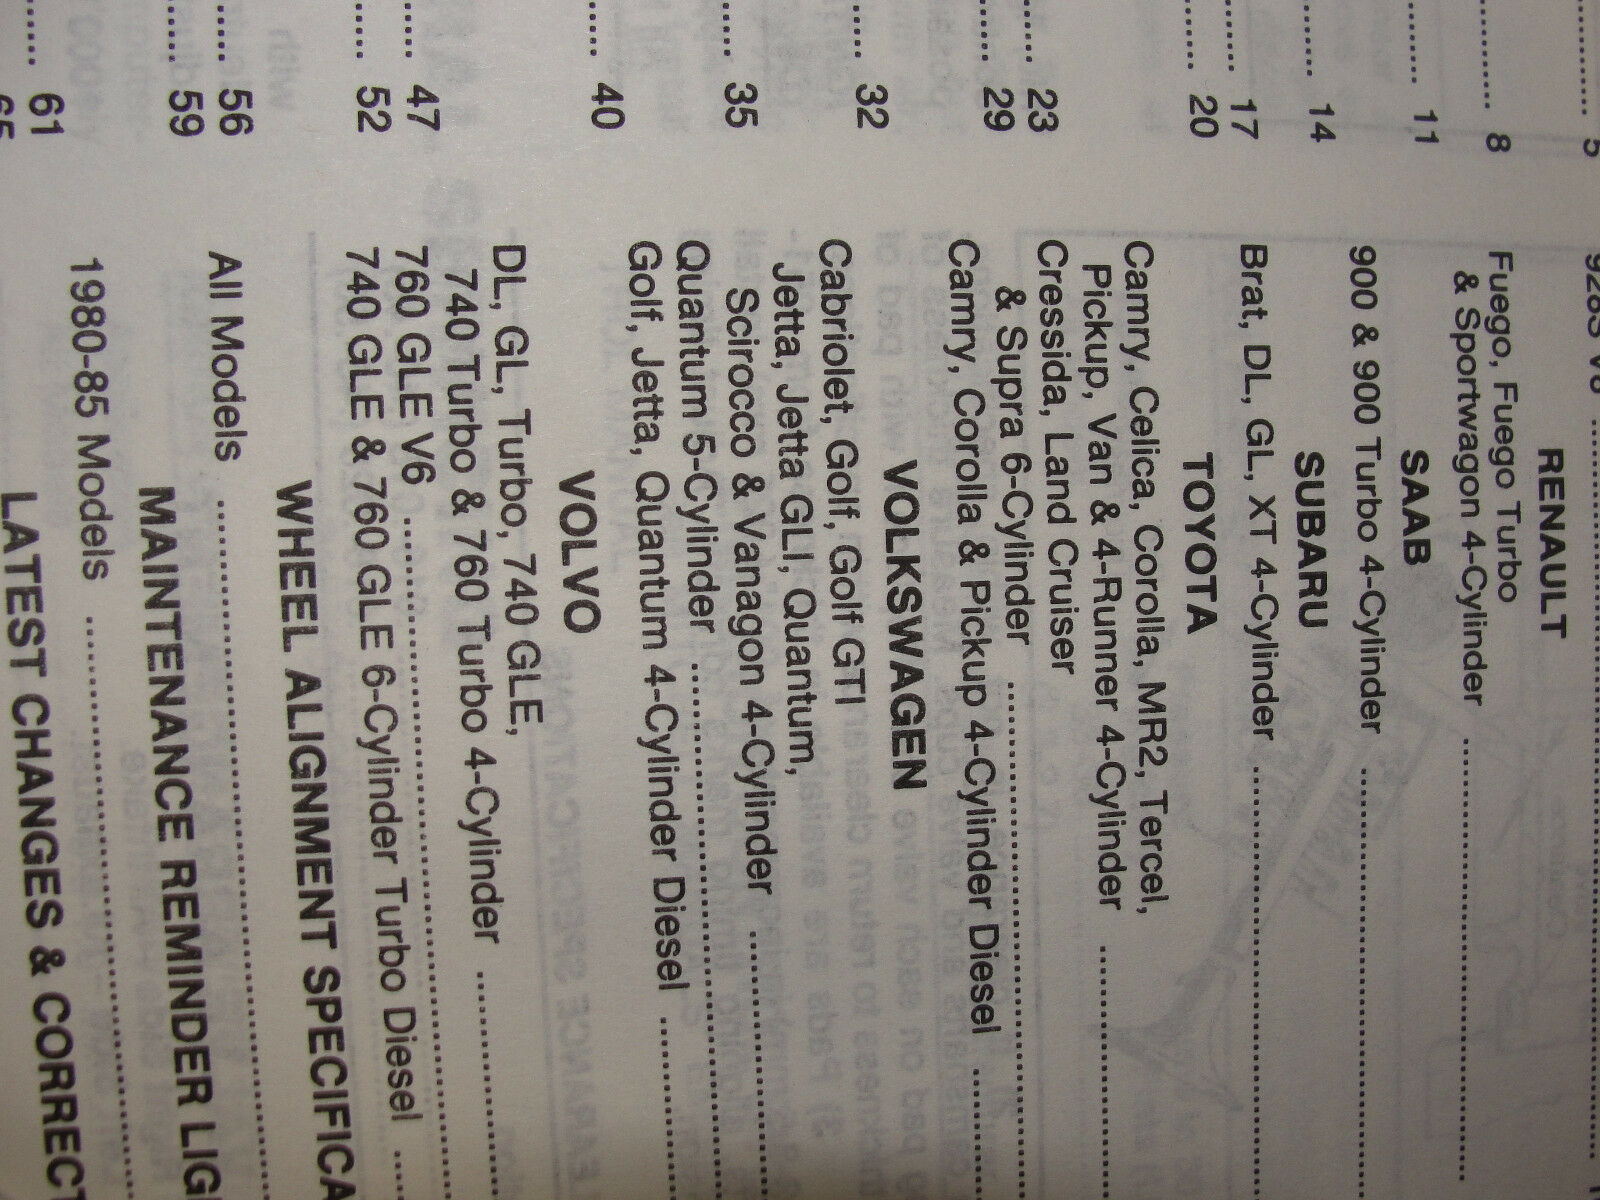 5
8
11
14
17
20
23
29
32
35
40
47
52
56
59
61
65
928S V8
RENAULT
Fuego, Fuego Turbo
& Sportwagon 4-Cylinder
SAAB
900 & 900 Turbo 4-Cylinder
SUBARU
Brat, DL, GL, XT 4-Cylinder
TOYOTA
Camry, Celica, Corolla, MR2, Tercel,
Pickup, Van & 4-Runner 4-Cylinder
Cressida, Land Cruiser
& Supra 6-Cylinder
Camry, Corolla & Pickup 4-Cylinder Diesel
VOLKSWAGEN
Cabriolet, Golf, Golf GTI
Jetta, Jetta GLI, Quantum,
Scirocco & Vanagon 4-Cylinder
Quantum 5-Cylinder
Golf, Jetta, Quantum 4-Cylinder Diesel
VOLVO
DL, GL, Turbo, 740 GLE,
740 Turbo & 760 Turbo 4-Cylinder
760 GLE V6
740 GLE & 760 GLE 6-Cylinder Turbo Diesel
WHEEL ALIGNMENT SPECIFICA
All Models
MAINTENANCE REMINDER LIG
1980-85 Models
LATEST CHANGES & CORRECT